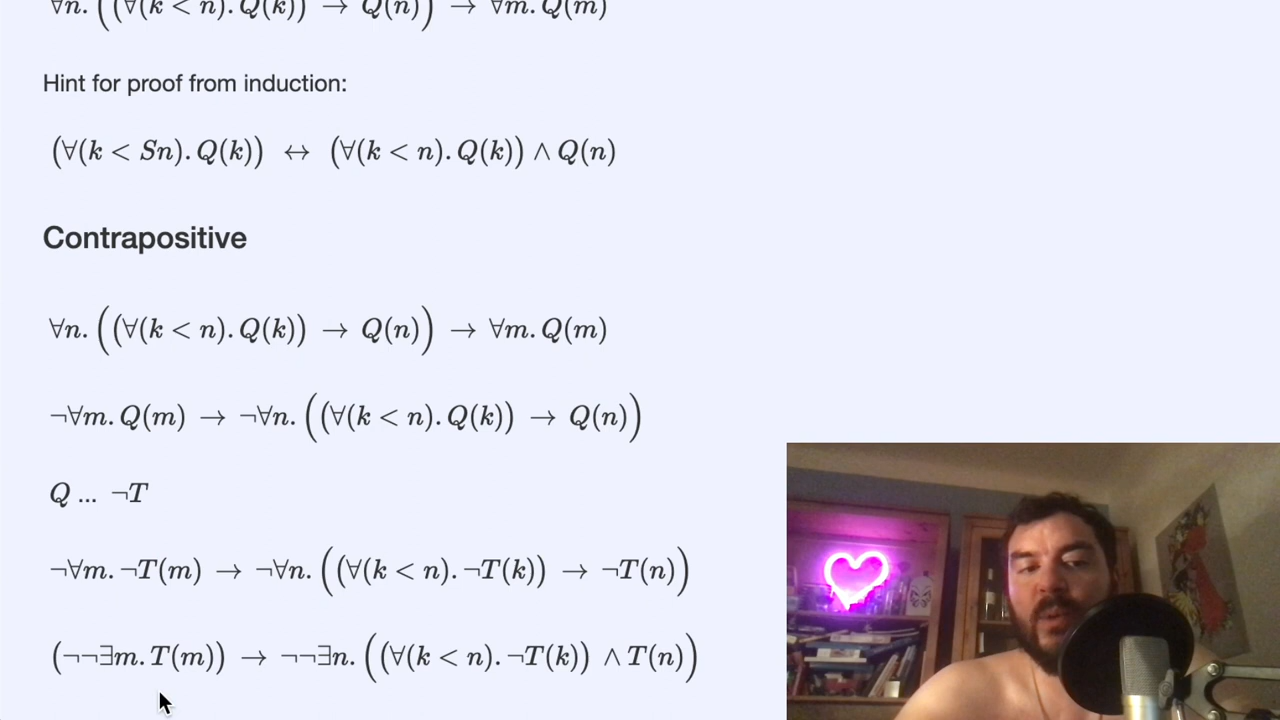 ∀n. ((∀(k < n). Q(k)) → Q(n)) → ∀m. Q(m)
Hint for proof from induction:
(∀(k < Sn). Q(k)) ↔ (∀(k < n). Q(k)) ∧ Q(n)
Contrapositive
∀n. ((∀(k < n). Q(k)) → Q(n)) → ∀m. Q(m)
¬∀m. Q(m) → ¬∀n. ((∀(k < n). Q(k)) → Q(n))
Q ... ¬T
¬∀m. ¬T(m) → ¬∀n. ((∀(k < n). ¬T(k)) → ¬T(n))
(¬¬∃m. T(m)) → ¬¬∃n. ((∀(k < n). ¬T(k)) ∧ T(n))